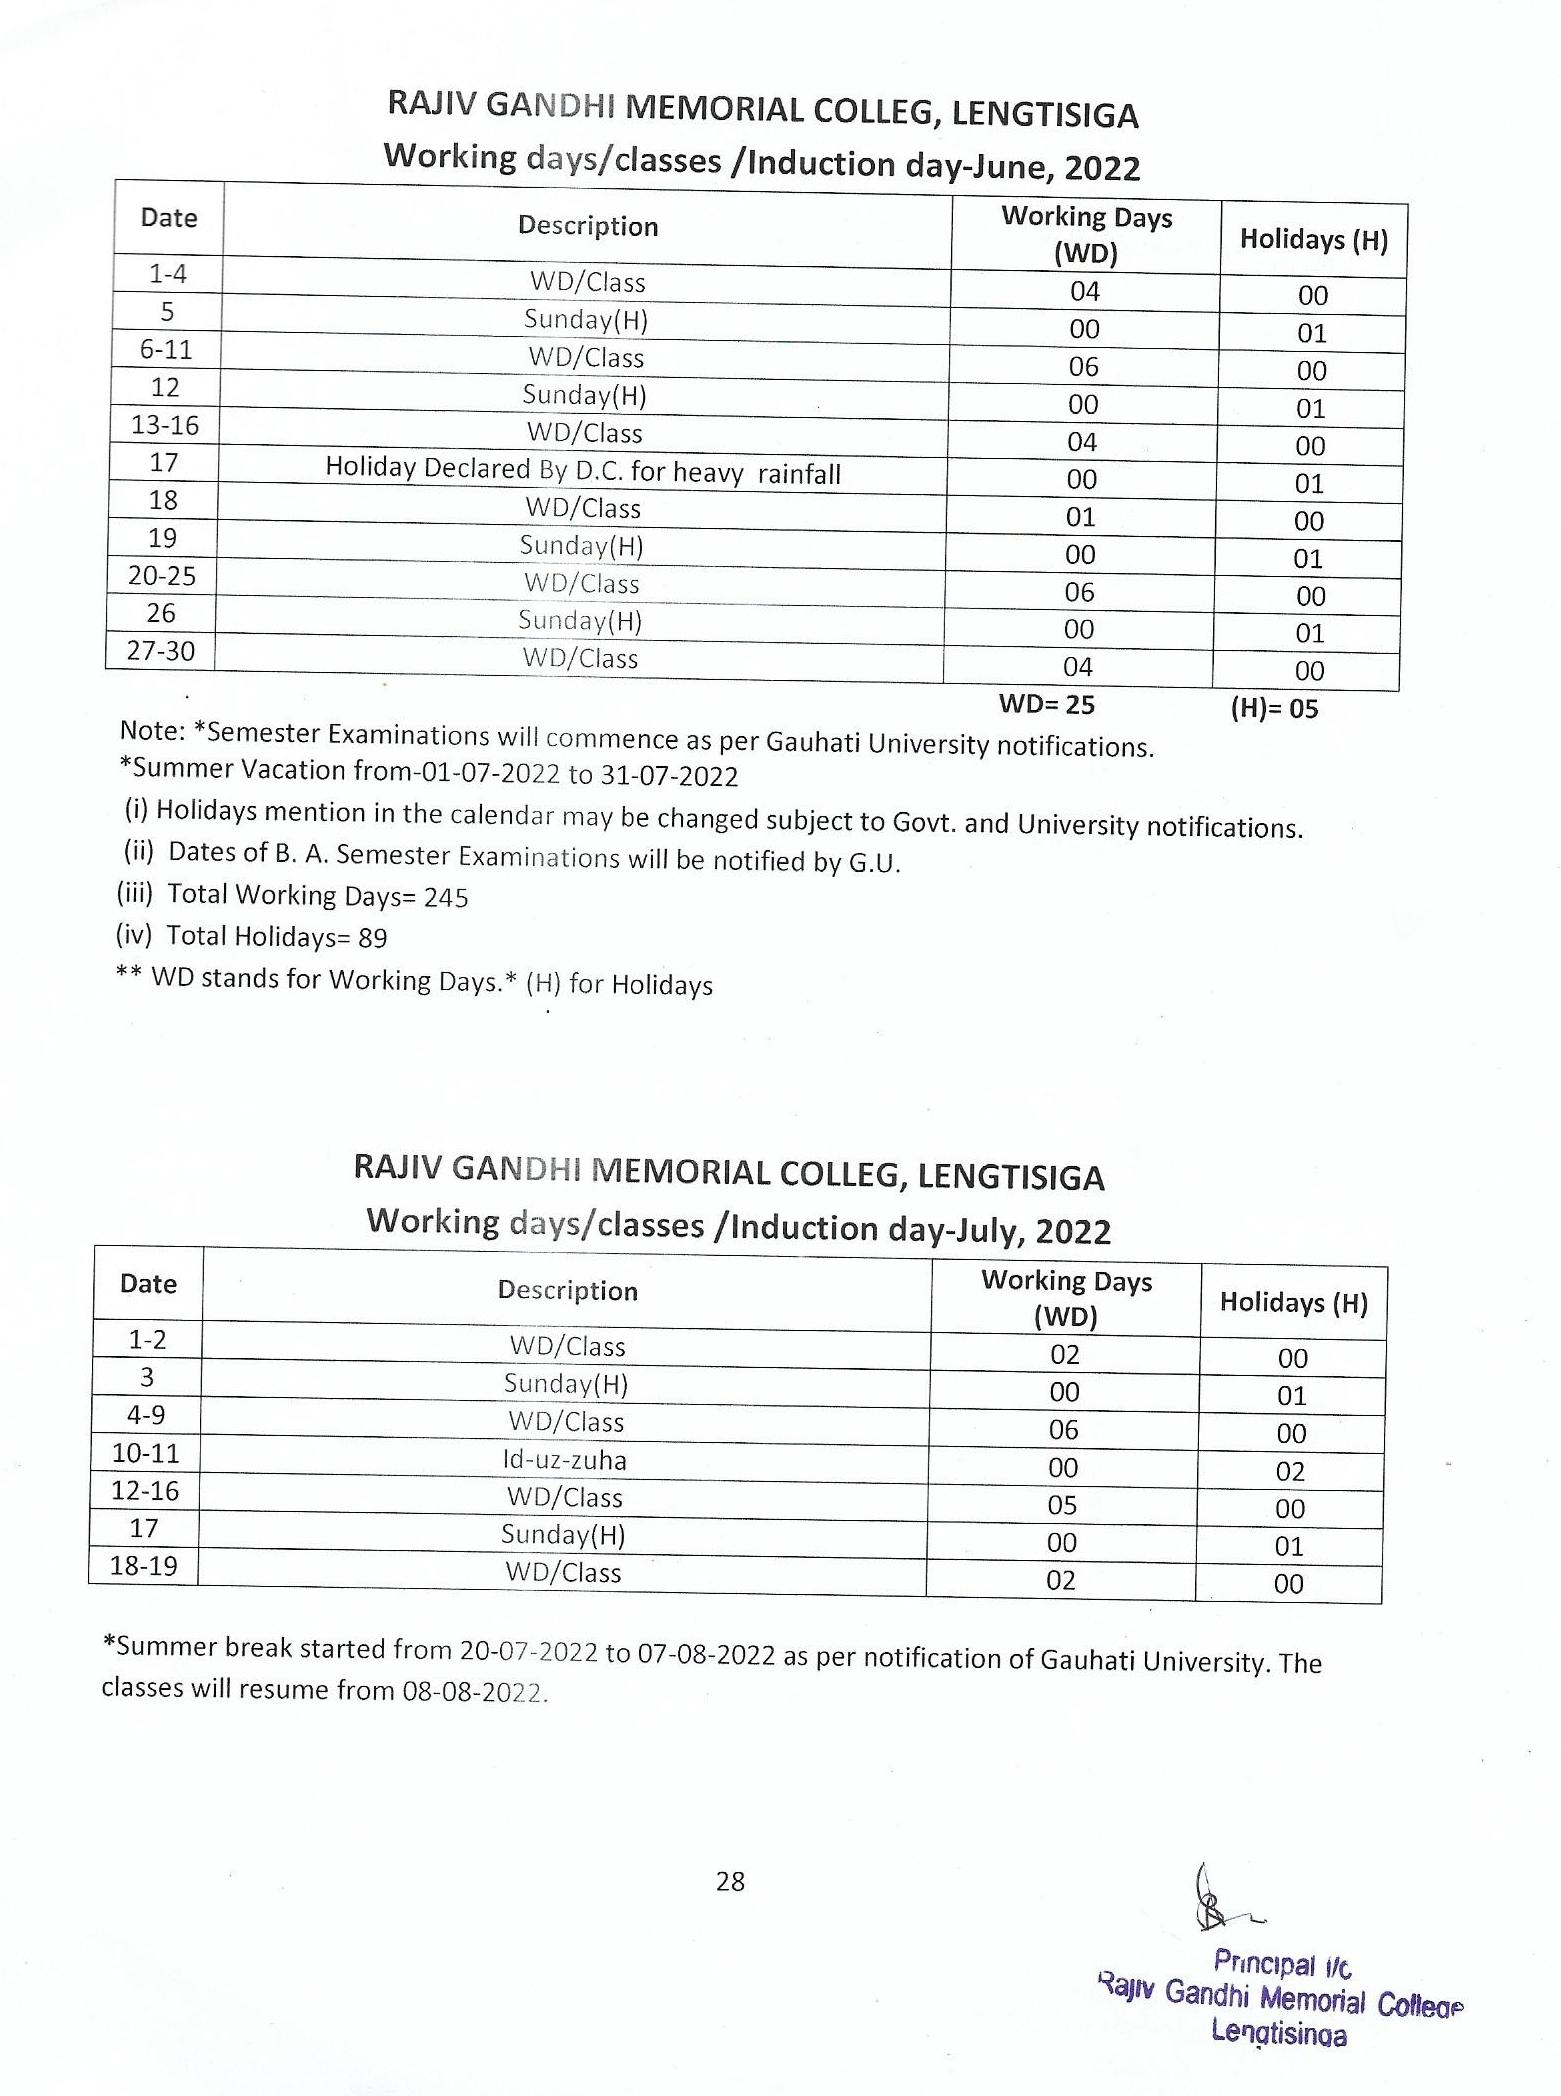 RAJIV GANDHI MEMORIAL COLLEG, LENGTISIGA
Working days/classes /Induction day-June, 2022
Date Description Working Days (WD) Holidays (H)
1-4 WD/Class 04 00
5 Sunday(H) 00 01
6-11 WD/Class 06 00
12 Sunday(H) 00 01
13-16 WD/Class 04 00
17 Holiday Declared By D.C. for heavy rainfall 00 01
18 WD/Class 01 00
19 Sunday(H) 00 01
20-25 WD/Class 06 00
26 Sunday(H) 00 01
27-30 WD/Class 04 00
WD= 25 (H)= 05
Note: *Semester Examinations will commence as per Gauhati University notifications.
*Summer Vacation from-01-07-2022 to 31-07-2022
(i) Holidays mention in the calendar may be changed subject to Govt. and University notifications.
(ii) Dates of B. A. Semester Examinations will be notified by G.U.
(iii) Total Working Days= 245
(iv) Total Holidays= 89
** WD stands for Working Days.* (H) for Holidays
RAJIV GANDHI MEMORIAL COLLEG, LENGTISIGA
Working days/classes /Induction day-July, 2022
Date Description Working Days (WD) Holidays (H)
1-2 WD/Class 02 00
3 Sunday(H) 00 01
4-9 WD/Class 06 00
10-11 Id-uz-zuha 00 02
12-16 WD/Class 05 00
17 Sunday(H) 00 01
18-19 WD/Class 02 00
*Summer break started from 20-07-2022 to 07-08-2022 as per notification of Gauhati University. The
classes will resume from 08-08-2022.
28
Principal i/c
Rajiv Gandhi Memorial College
Lengtisinga